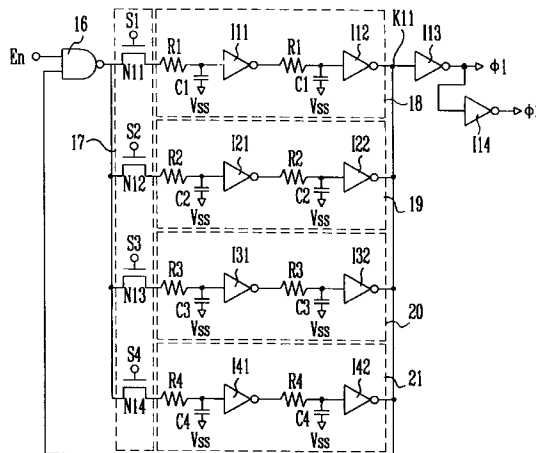 S1
16
En
N11
R1
C1
Vss
I11
R1
C1
Vss
I12
K11
I13
ϕ1
18
I14
17
S2
N12
R2
C2
Vss
I21
R2
C2
Vss
I22
19
S3
N13
R3
C3
Vss
I31
R3
C3
Vss
I32
20
S4
N14
R4
C4
Vss
I41
R4
C4
Vss
I42
21